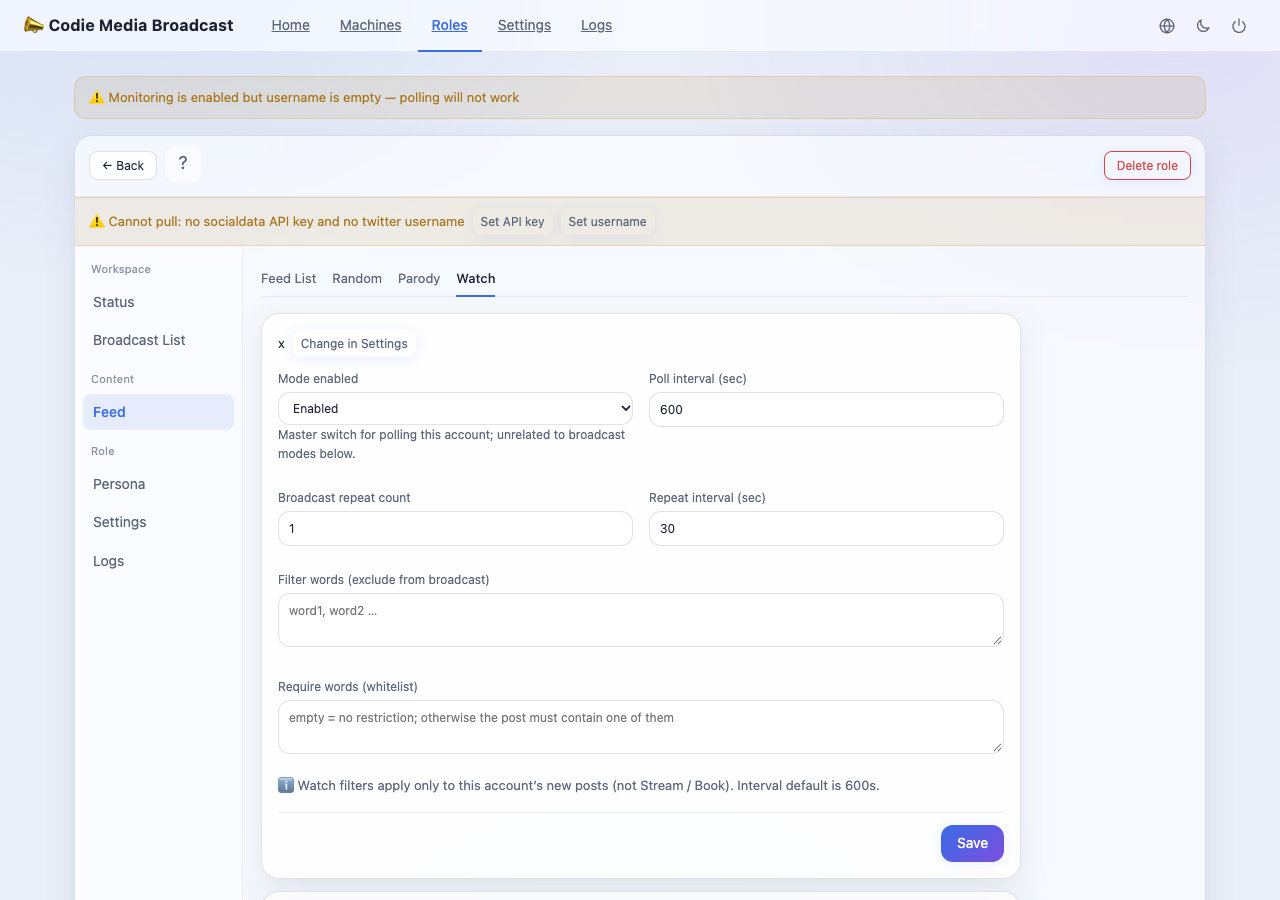 Codie Media Broadcast
Home
Machines
Roles
Settings
Logs
Monitoring is enabled but username is empty — polling will not work
← Back
?
Delete role
Cannot pull: no socialdata API key and no twitter username
Set API key
Set username
Workspace
Status
Broadcast List
Content
Feed
Role
Persona
Settings
Logs
Feed List
Random
Parody
Watch
x
Change in Settings
Mode enabled
Poll interval (sec)
Enabled
600
Master switch for polling this account; unrelated to broadcast
modes below.
Broadcast repeat count
Repeat interval (sec)
1
30
Filter words (exclude from broadcast)
word1, word2 ...
Require words (whitelist)
empty = no restriction; otherwise the post must contain one of them
ℹ️ Watch filters apply only to this account’s new posts (not Stream / Book). Interval default is 600s.
Save